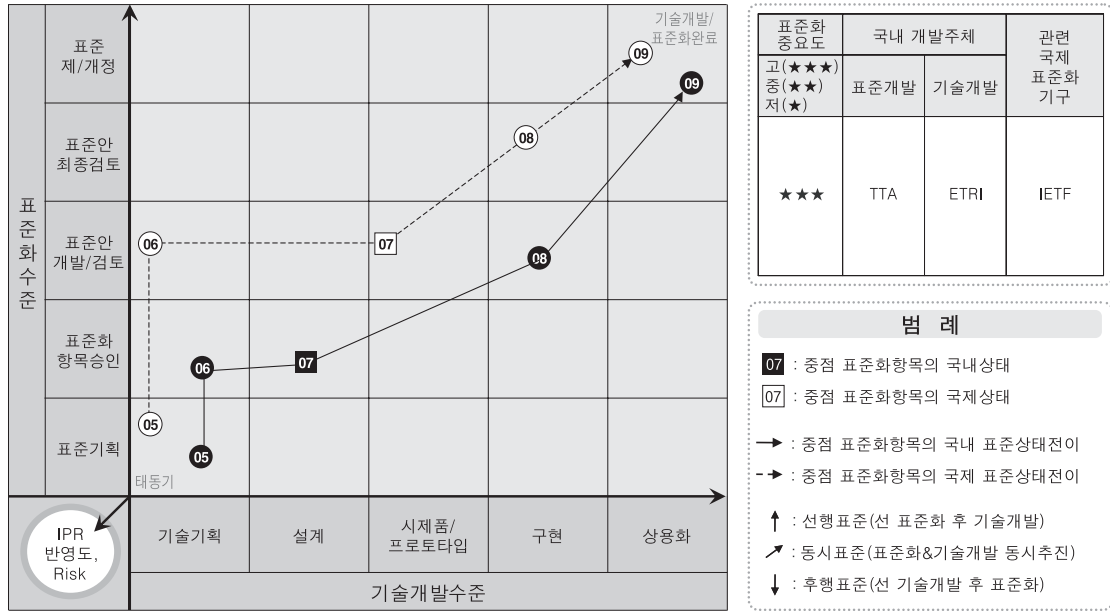 표준화수준
표준
제/개정
표준안
최종검토
표준안
개발/검토
표준화
항목승인
표준기획
기술개발/
표준화완료
09
09
08
06
07
08
06
07
05
05
태동기
IPR
반영도,
Risk
기술기획
설계
시제품/
프로토타입
구현
상용화
기술개발수준
표준화
중요도
국내 개발주체
관련
국제
표준화
기구
고(★★★)
중(★★)
저(★)
표준개발
기술개발
★★★
TTA
ETRI
IETF
범 례
07 : 중점 표준화항목의 국내상태
07 : 중점 표준화항목의 국제상태
: 중점 표준화항목의 국내 표준상태전이
: 중점 표준화항목의 국제 표준상태전이
: 선행표준(선 표준화 후 기술개발)
: 동시표준(표준화&기술개발 동시추진)
: 후행표준(선 기술개발 후 표준화)